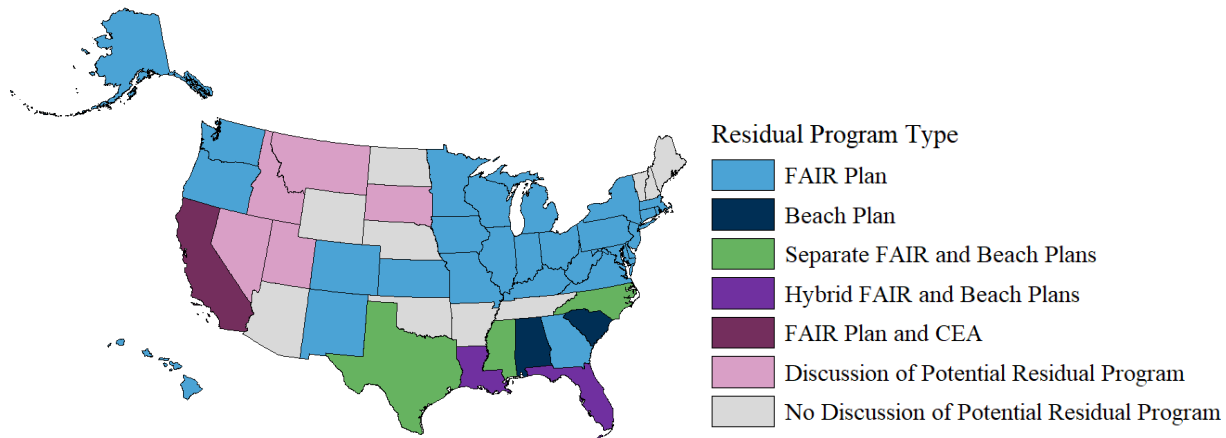 Residual Program Type
FAIR Plan
Beach Plan
Separate FAIR and Beach Plans
Hybrid FAIR and Beach Plans
FAIR Plan and CEA
Discussion of Potential Residual Program
No Discussion of Potential Residual Program